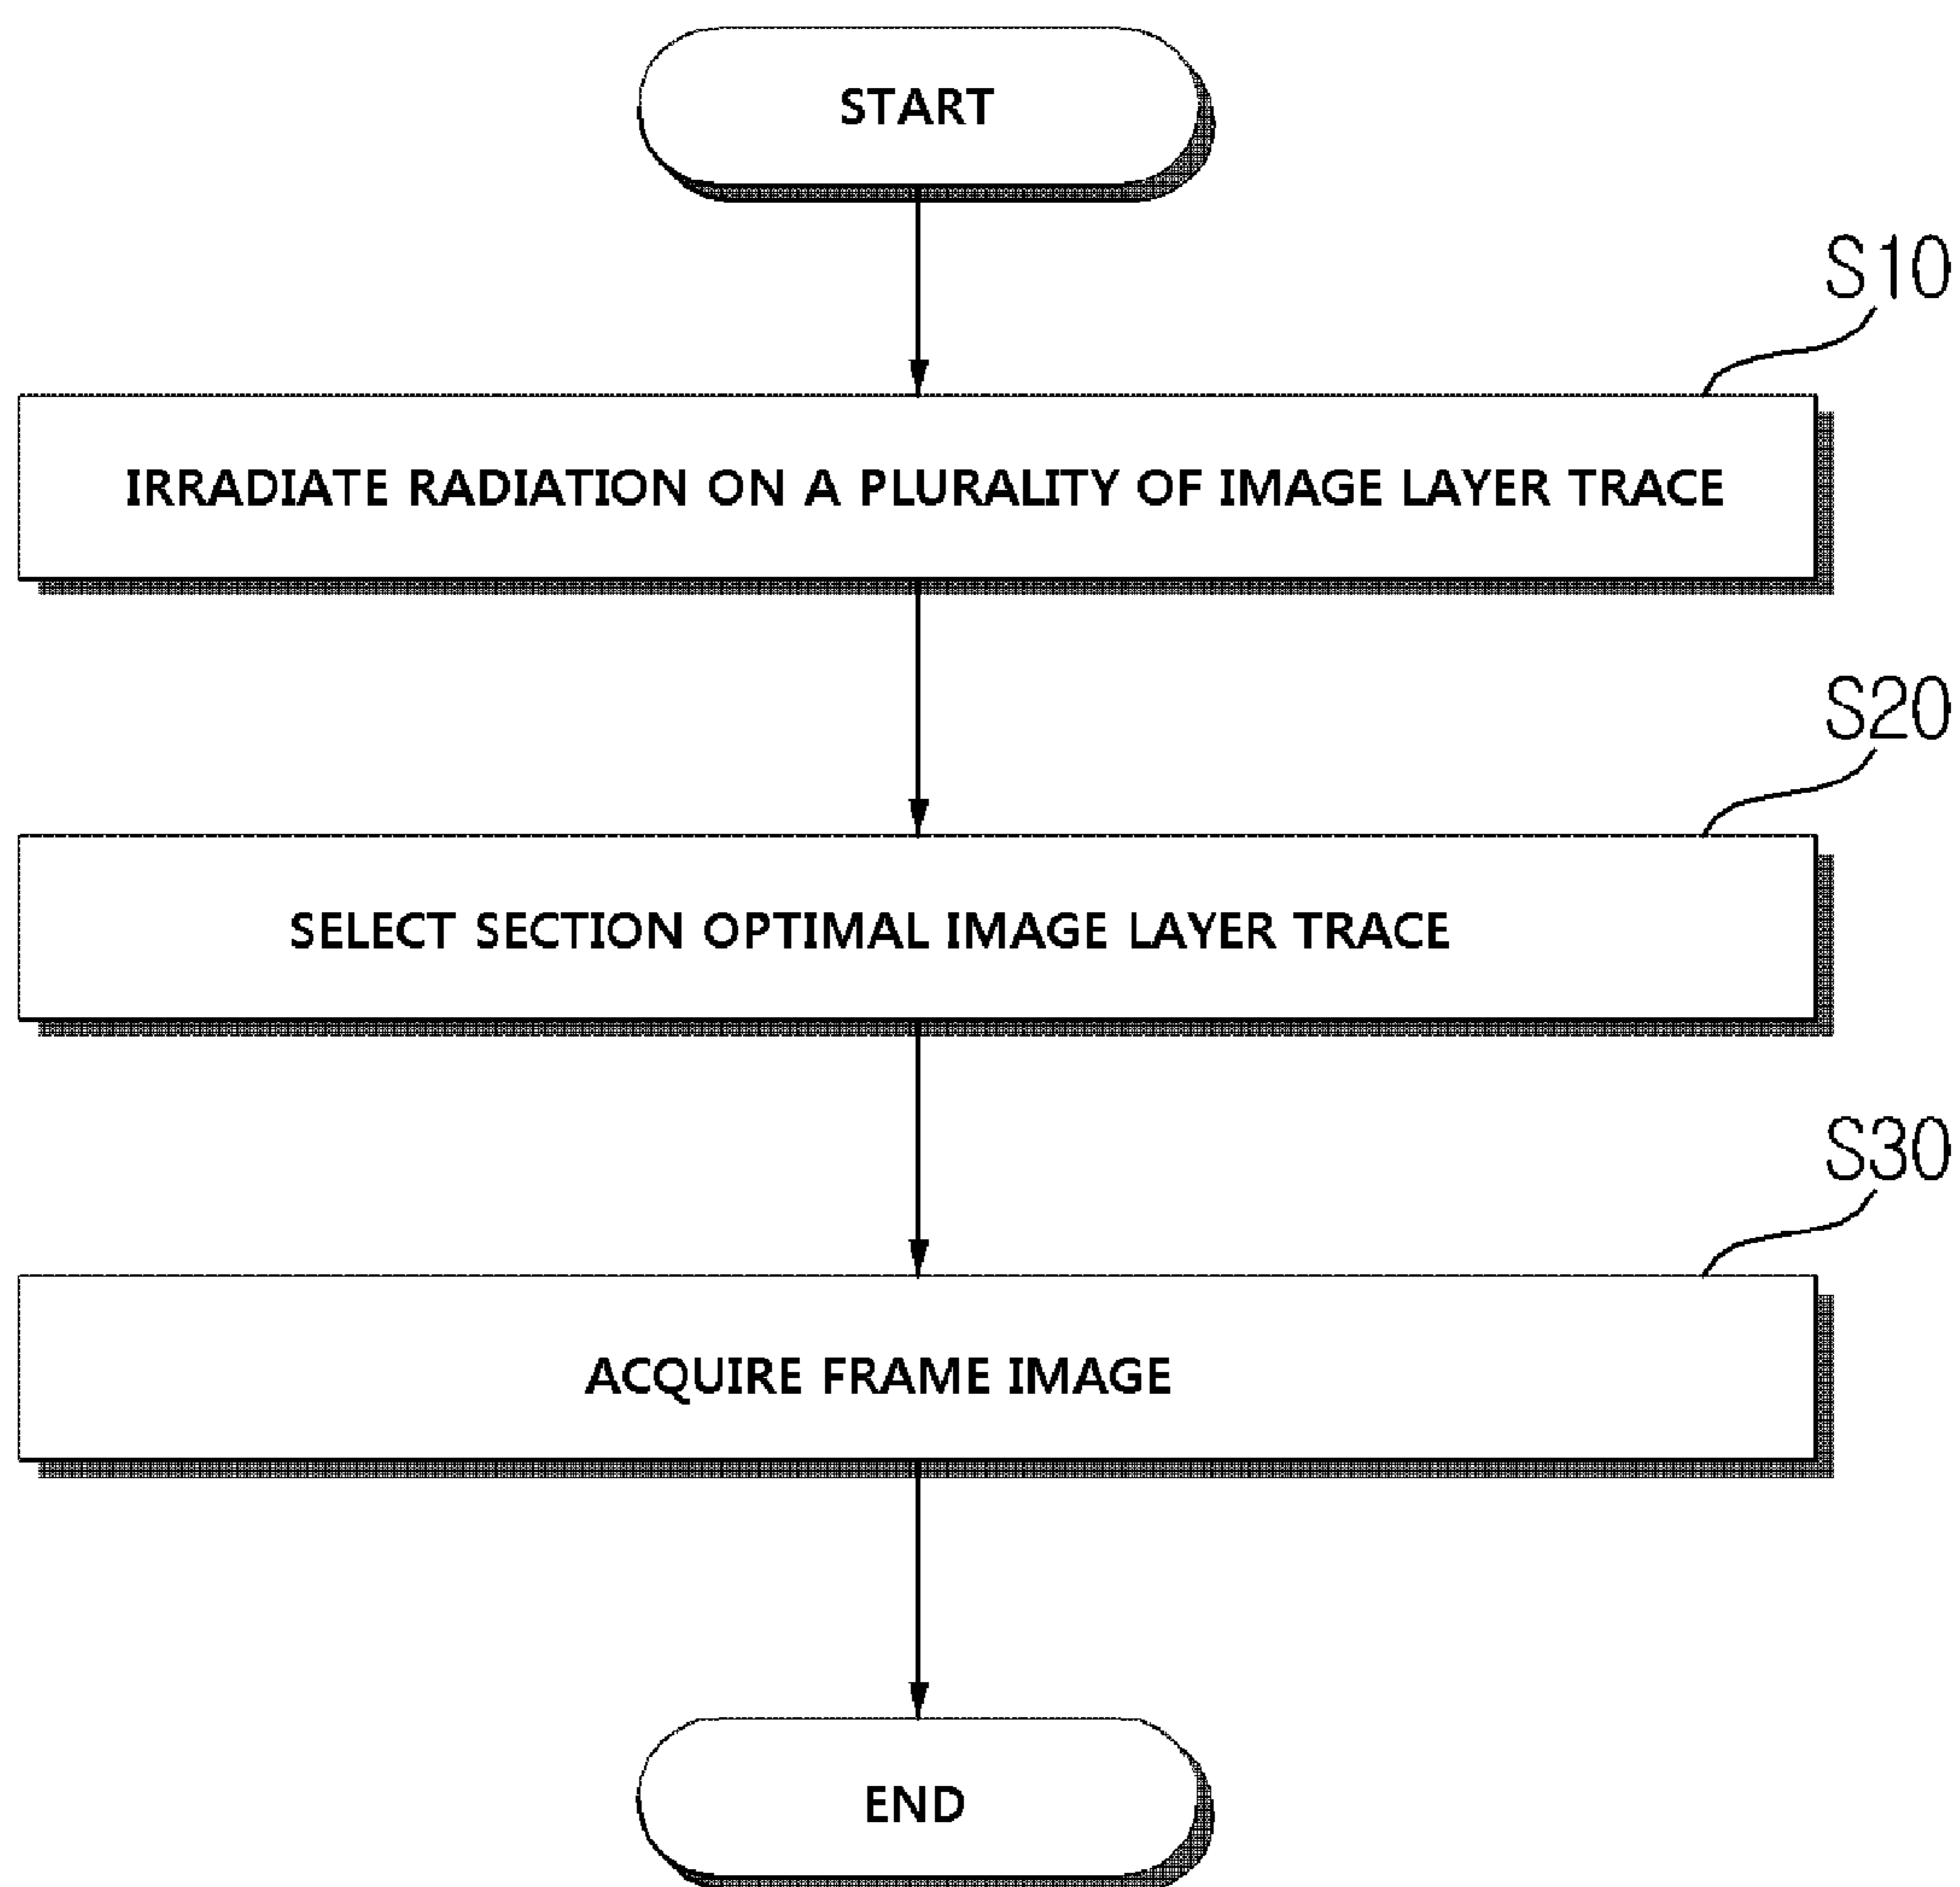 START
S10
IRRADIATE RADIATION ON A PLURALITY OF IMAGE LAYER TRACE
S20
SELECT SECTION OPTIMAL IMAGE LAYER TRACE
S30
ACQUIRE FRAME IMAGE
END